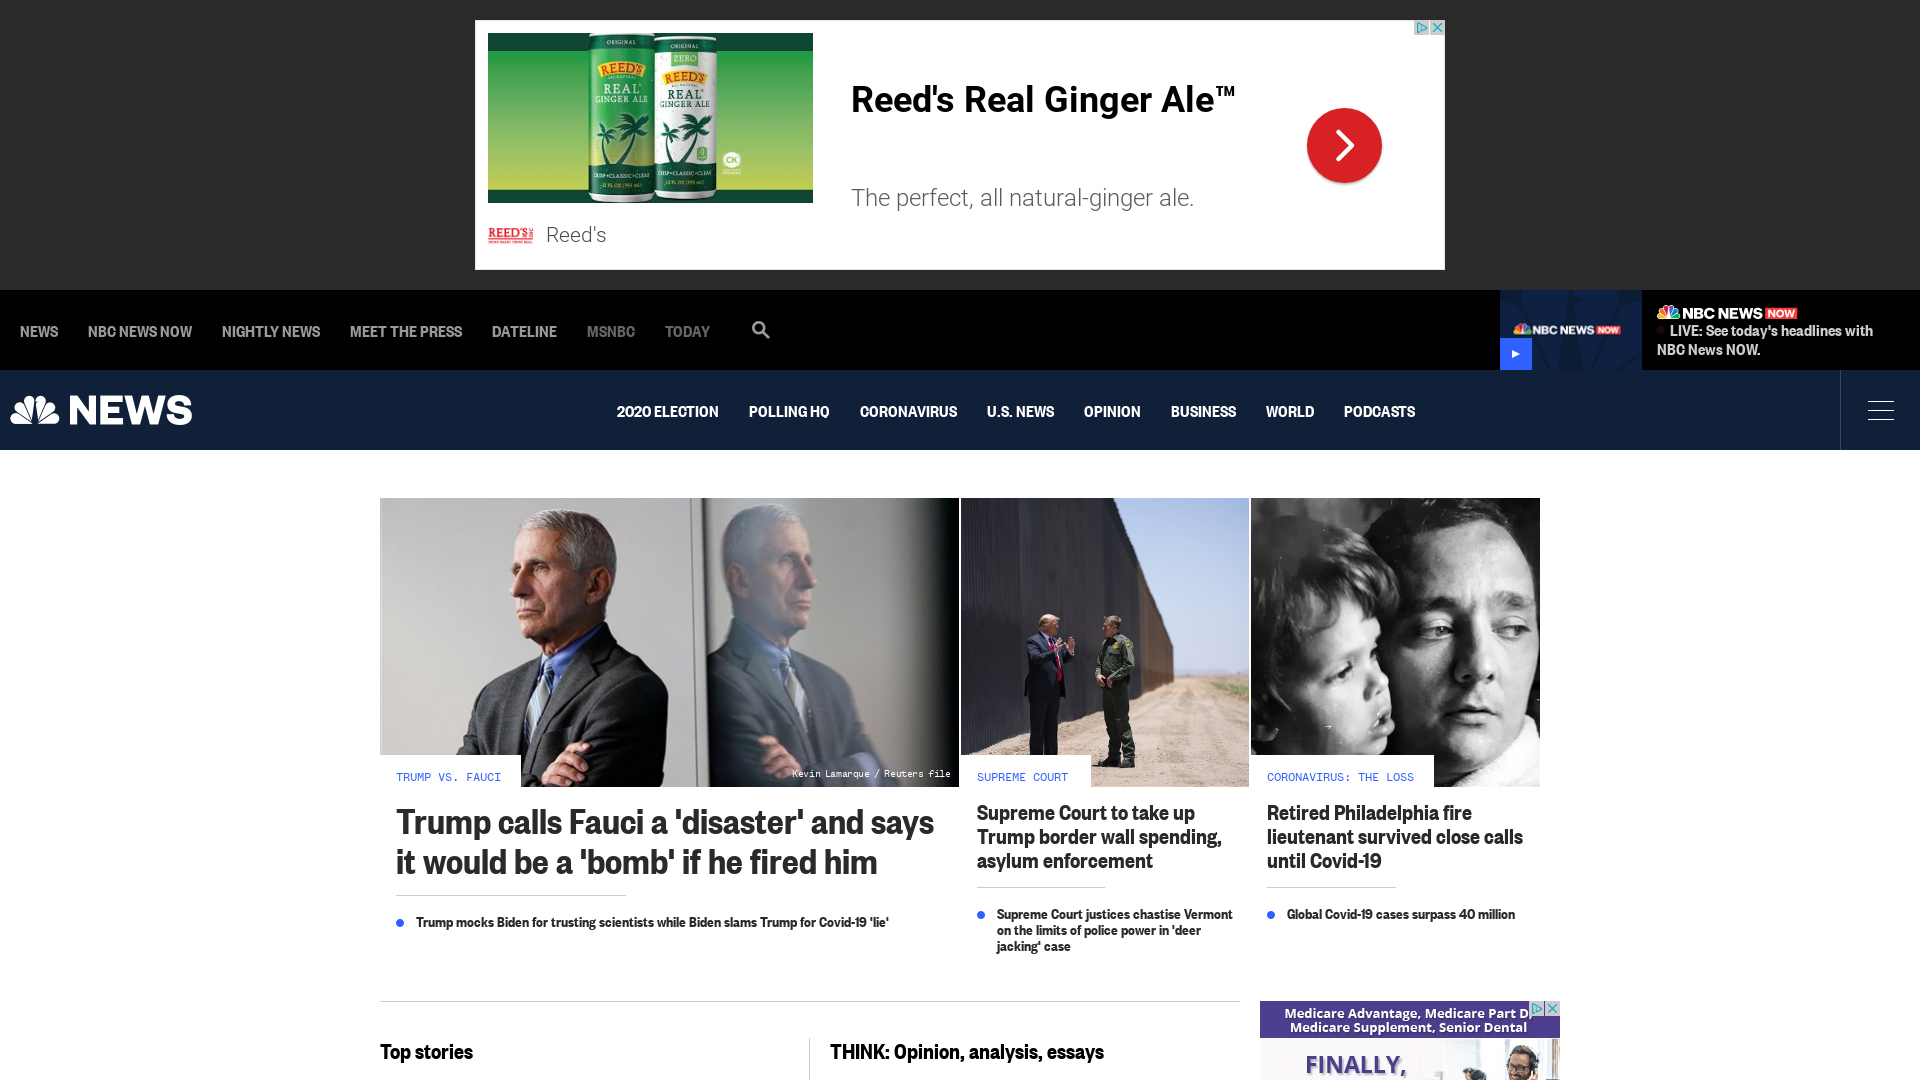 ORIGINAL
ORIGINAL
ZERO
REED'S
REED'S
REAL
GINGER ALE
REAL
GINGER ALE
CRISP•CLASSIC•CLEAN
CK
Reed's Real Ginger Ale™
The perfect, all natural-ginger ale.
REED'S
Reed's
NEWS
NBC NEWS NOW
NIGHTLY NEWS
MEET THE PRESS
DATELINE
MSNBC
TODAY
NBC NEWS NOW
NBC NEWS NOW
LIVE: See today's headlines with
NBC News NOW.
NEWS
2020 ELECTION
POLLING HQ
CORONAVIRUS
U.S. NEWS
OPINION
BUSINESS
WORLD
PODCASTS
Kevin Lamarque / Reuters file
TRUMP VS. FAUCI
Trump calls Fauci a 'disaster' and says
it would be a 'bomb' if he fired him
Trump mocks Biden for trusting scientists while Biden slams Trump for Covid-19 'lie'
SUPREME COURT
Supreme Court to take up
Trump border wall spending,
asylum enforcement
Supreme Court justices chastise Vermont
on the limits of police power in 'deer
jacking' case
CORONAVIRUS: THE LOSS
Retired Philadelphia fire
lieutenant survived close calls
until Covid-19
Global Covid-19 cases surpass 40 million
Top stories
THINK: Opinion, analysis, essays
Medicare Advantage, Medicare Part D,
Medicare Supplement, Senior Dental
FINALLY,